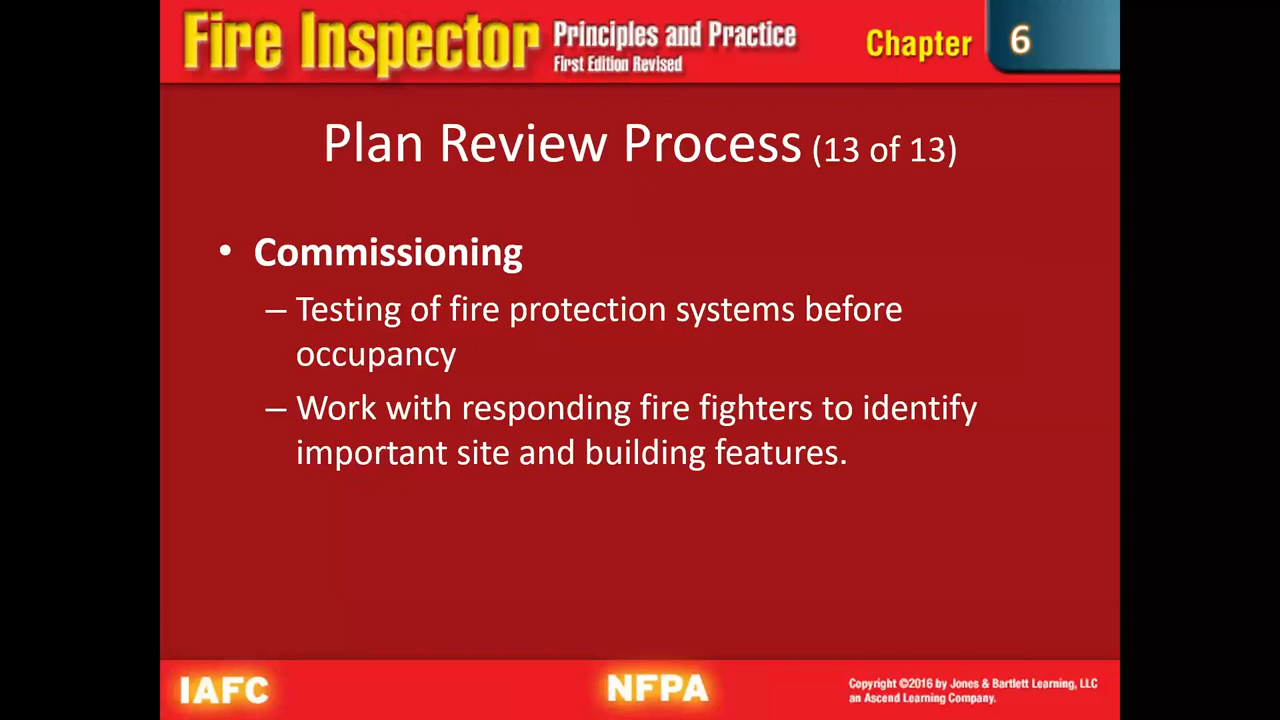 Fire Inspector Principles and Practice
First Edition Revised
Chapter 6
Plan Review Process (13 of 13)
• Commissioning
– Testing of fire protection systems before
occupancy
– Work with responding fire fighters to identify
important site and building features.
IAFC
NFPA
Copyright ©2016 by Jones & Bartlett Learning, LLC
an Ascend Learning Company.